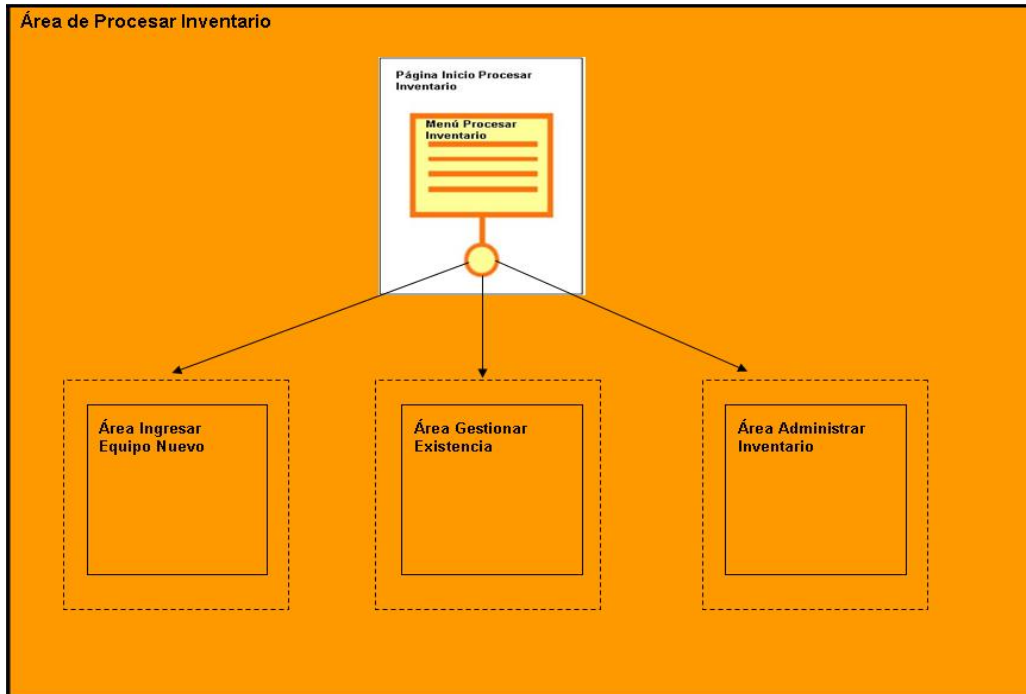 Área de Procesar Inventario
Página Inicio Procesar
Inventario
Menú Procesar
Inventario
Área Ingresar
Equipo Nuevo
Área Gestionar
Existencia
Área Administrar
Inventario